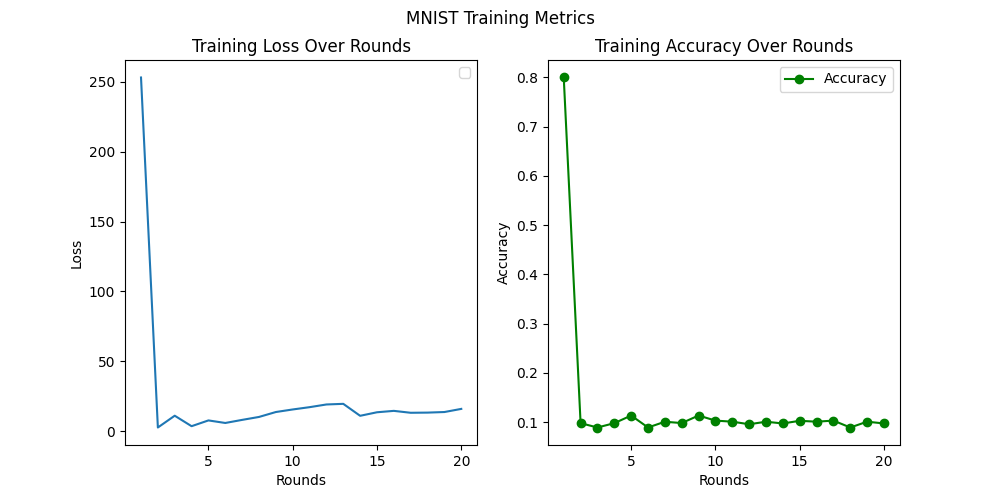 MNIST Training Metrics
Training Loss Over Rounds
250
200
150
100
50
0
Loss
5
10
15
20
Rounds
Training Accuracy Over Rounds
Accuracy
0.8
0.7
0.6
0.5
0.4
0.3
0.2
0.1
Accuracy
5
10
15
20
Rounds